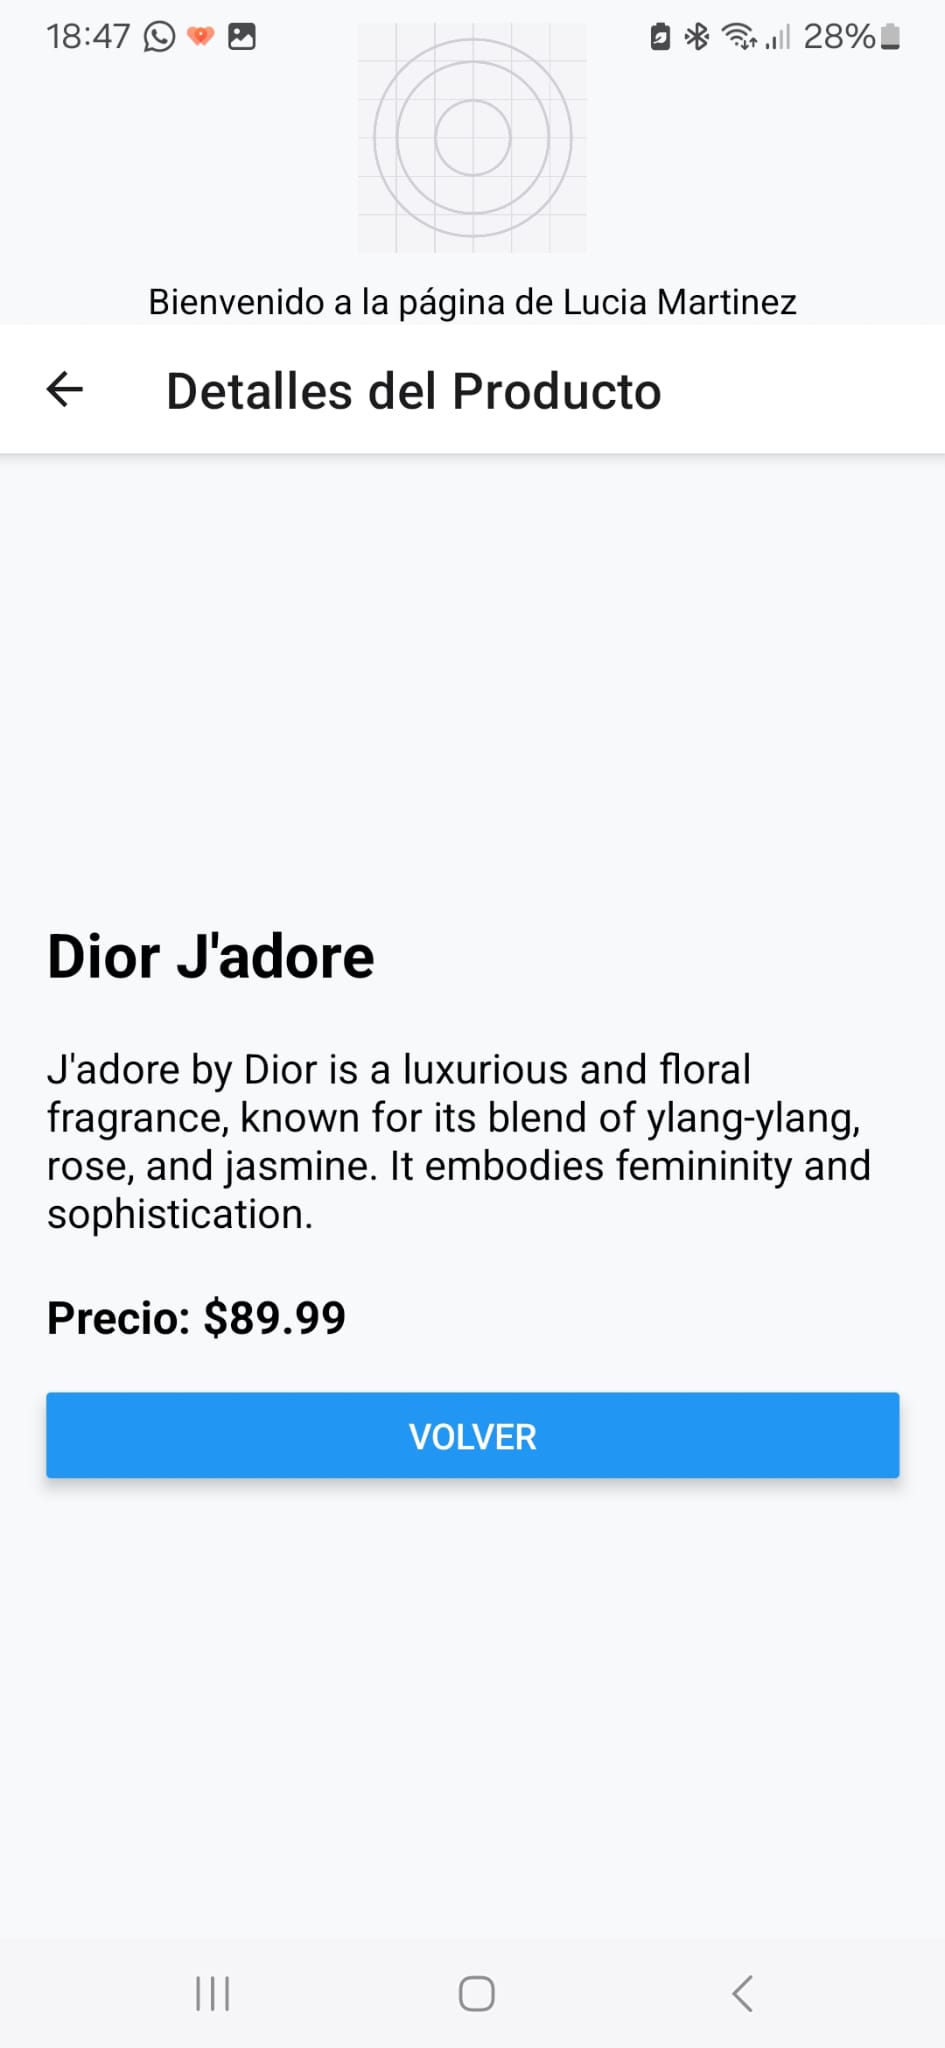 18:47
28%
Bienvenido a la página de Lucia Martinez
Detalles del Producto
Dior J'adore
J'adore by Dior is a luxurious and floral
fragrance, known for its blend of ylang-ylang,
rose, and jasmine. It embodies femininity and
sophistication.
Precio: $89.99
VOLVER